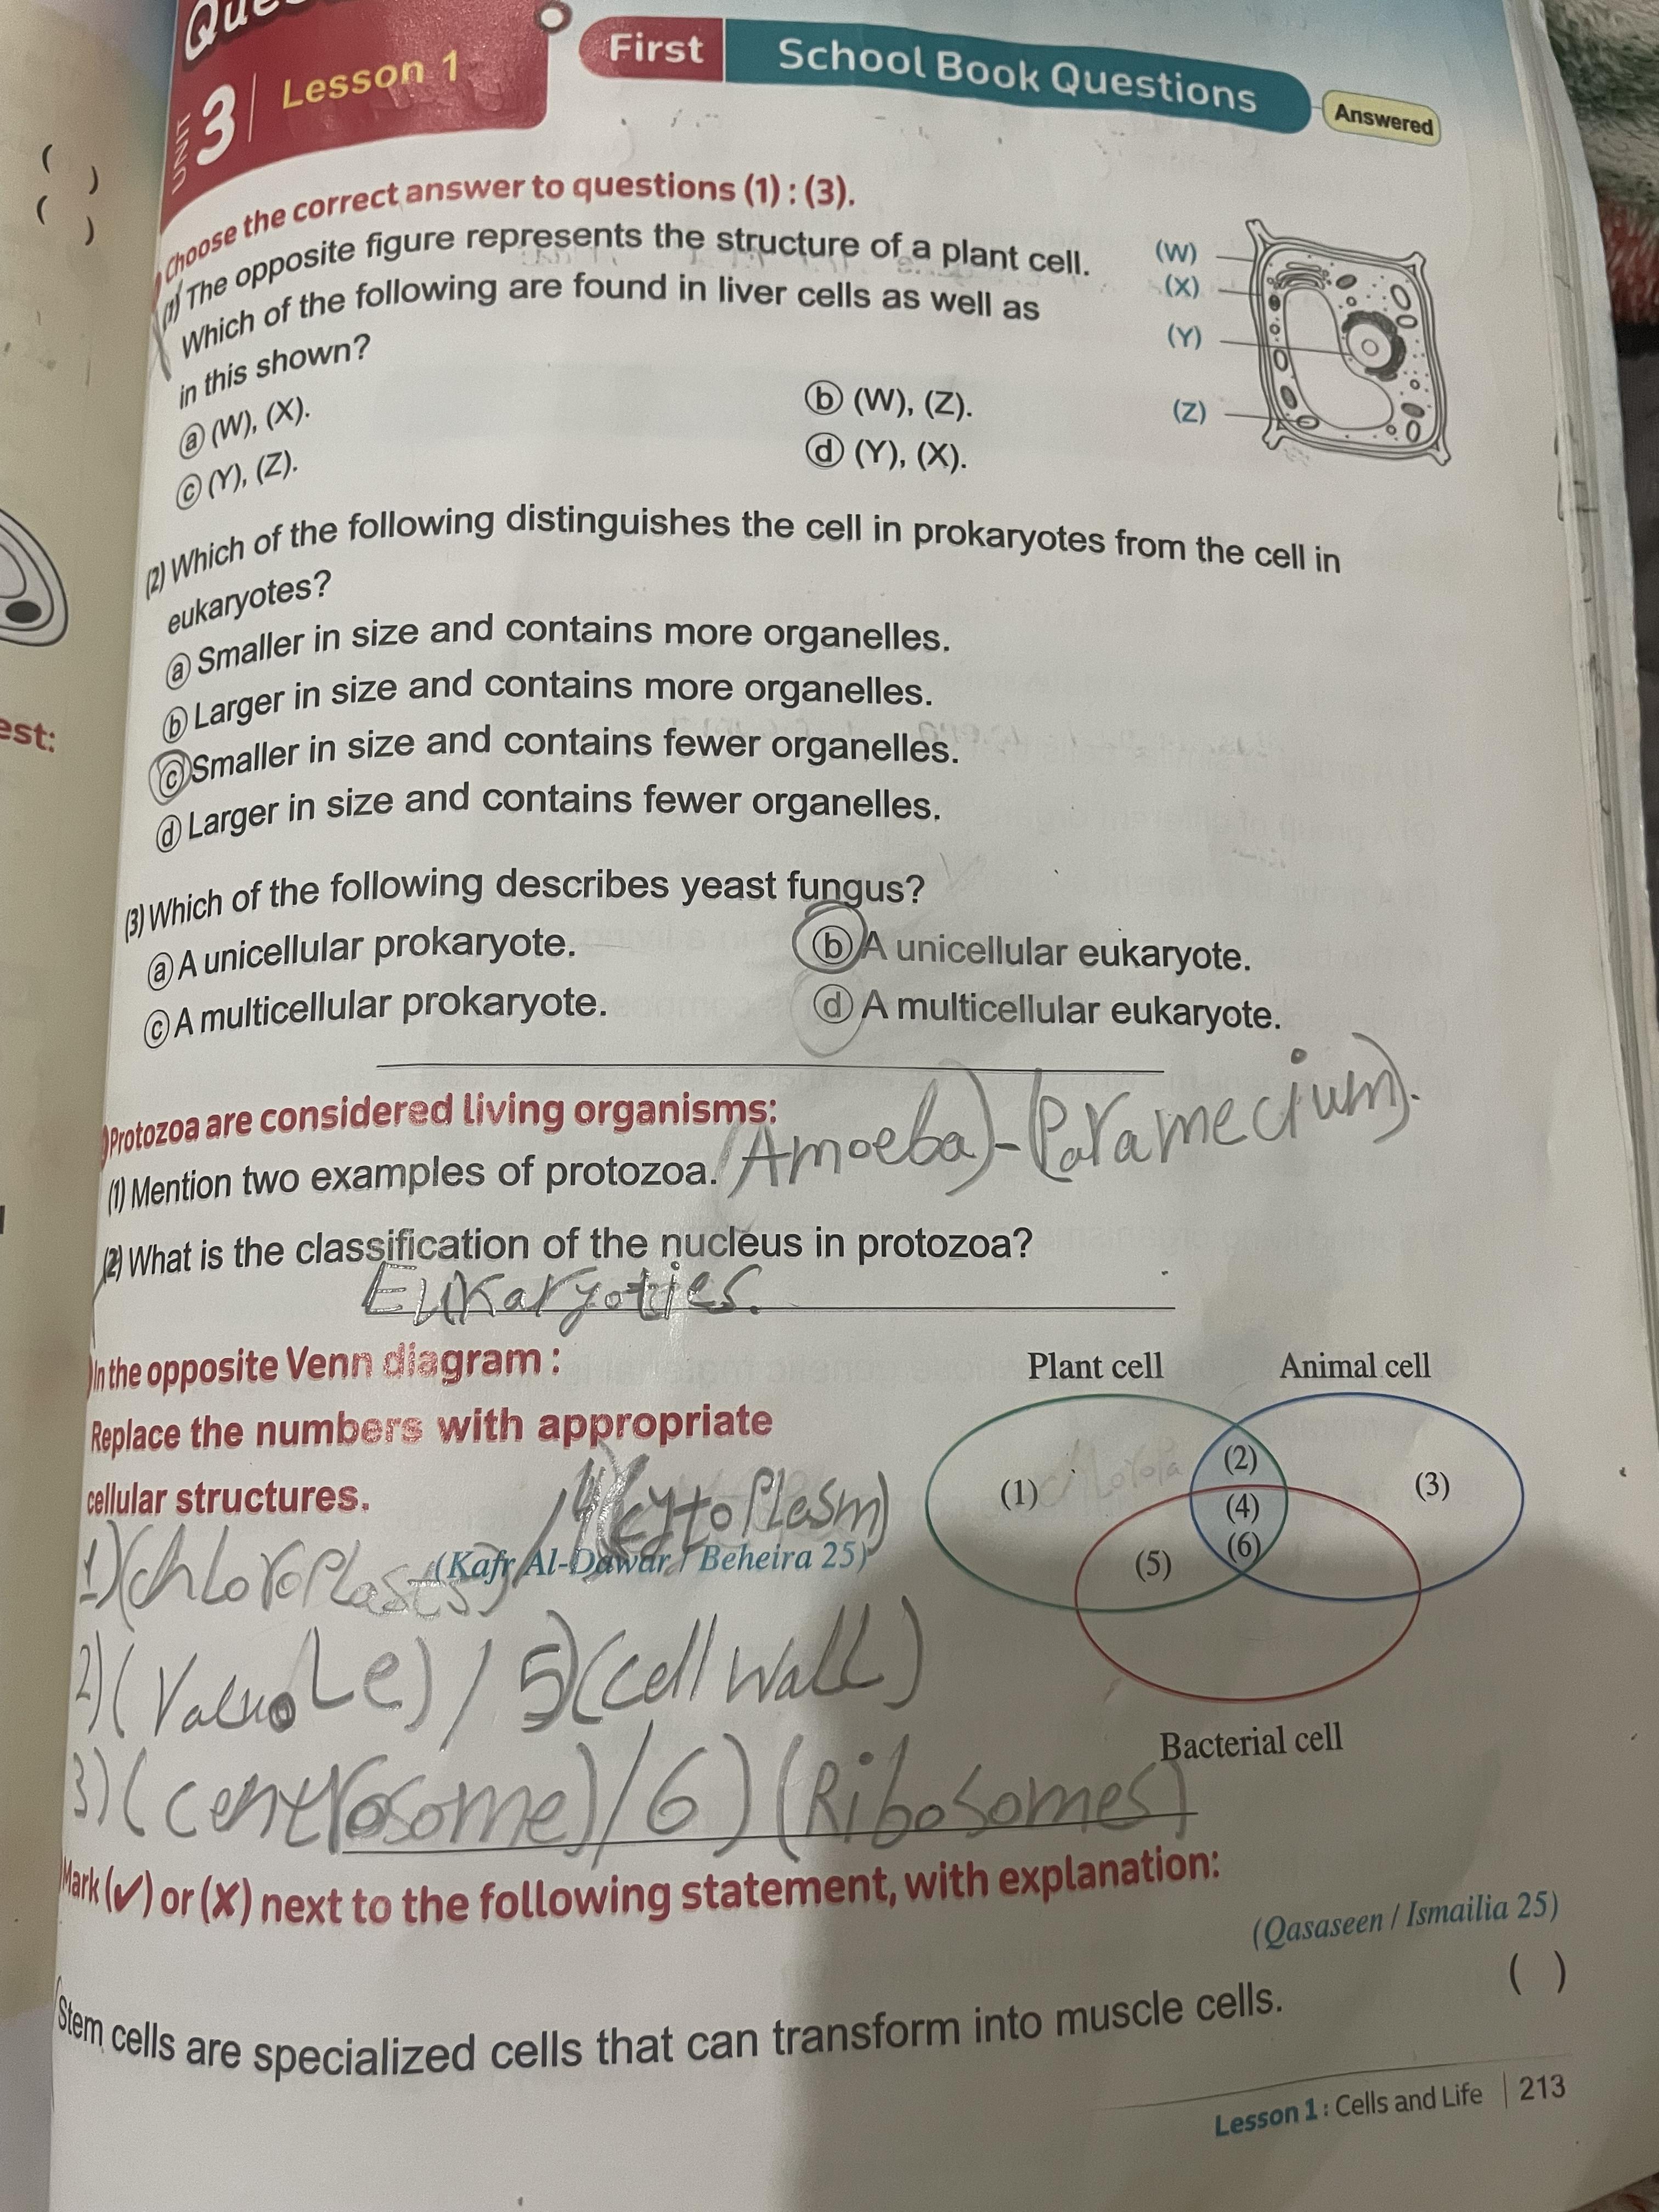 Que
UNIT 3 Lesson 1
First School Book Questions
Answered
Choose the correct answer to questions (1) : (3).
(1) The opposite figure represents the structure of a plant cell.
Which of the following are found in liver cells as well as
in this shown?
(W)
(X)
(Y)
(Z)
a (W), (X).
b (W), (Z).
c (Y), (Z).
d (Y), (X).
(2) Which of the following distinguishes the cell in prokaryotes from the cell in
eukaryotes?
a Smaller in size and contains more organelles.
b Larger in size and contains more organelles.
c Smaller in size and contains fewer organelles.
d Larger in size and contains fewer organelles.
(3) Which of the following describes yeast fungus?
a A unicellular prokaryote.
b A unicellular eukaryote.
c A multicellular prokaryote.
d A multicellular eukaryote.
Protozoa are considered living organisms:
(1) Mention two examples of protozoa. (Amoeba)-(Paramecium).
(2) What is the classification of the nucleus in protozoa?
Eukaryoties.
In the opposite Venn diagram :
Replace the numbers with appropriate
cellular structures.
(Kafr Al-Dawar / Beheira 25)
Plant cell
Animal cell
(1)
(2)
(3)
(4)
(5)
(6)
Bacterial cell
1)(chloroplasts) / 4)(cytoplasm)
2)( ) / 5)(cell wall)
3)(centrosome) / 6)(Ribosomes)
Mark (✔) or (✘) next to the following statement, with explanation:
(Qasaseen / Ismailia 25)
Stem cells are specialized cells that can transform into muscle cells. ( )
Lesson 1 : Cells and Life | 213
est: